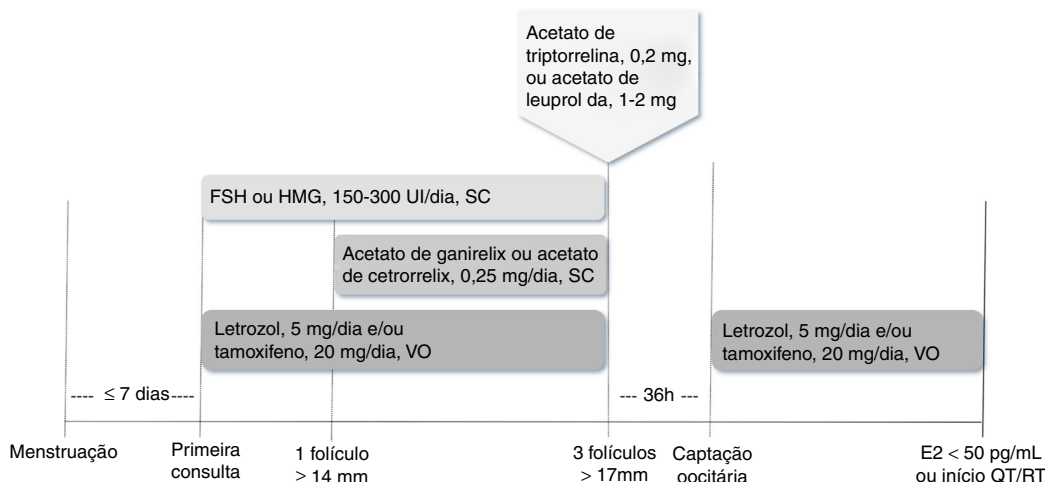 Acetato de
triptorrelina, 0,2 mg,
ou acetato de
leuprol da, 1-2 mg
FSH ou HMG, 150-300 UI/dia, SC
Acetato de ganirelix ou acetato
de cetrorrelix, 0,25 mg/dia, SC
Letrozol, 5 mg/dia e/ou
tamoxifeno, 20 mg/dia, VO
Letrozol, 5 mg/dia e/ou
tamoxifeno, 20 mg/dia, VO
---- ≤ 7 dias----
--- 36h ---
Menstruação
Primeira
consulta
1 folículo
> 14 mm
3 folículos
> 17mm
Captação
oocitária
E2 < 50 pg/mL
ou início QT/RT